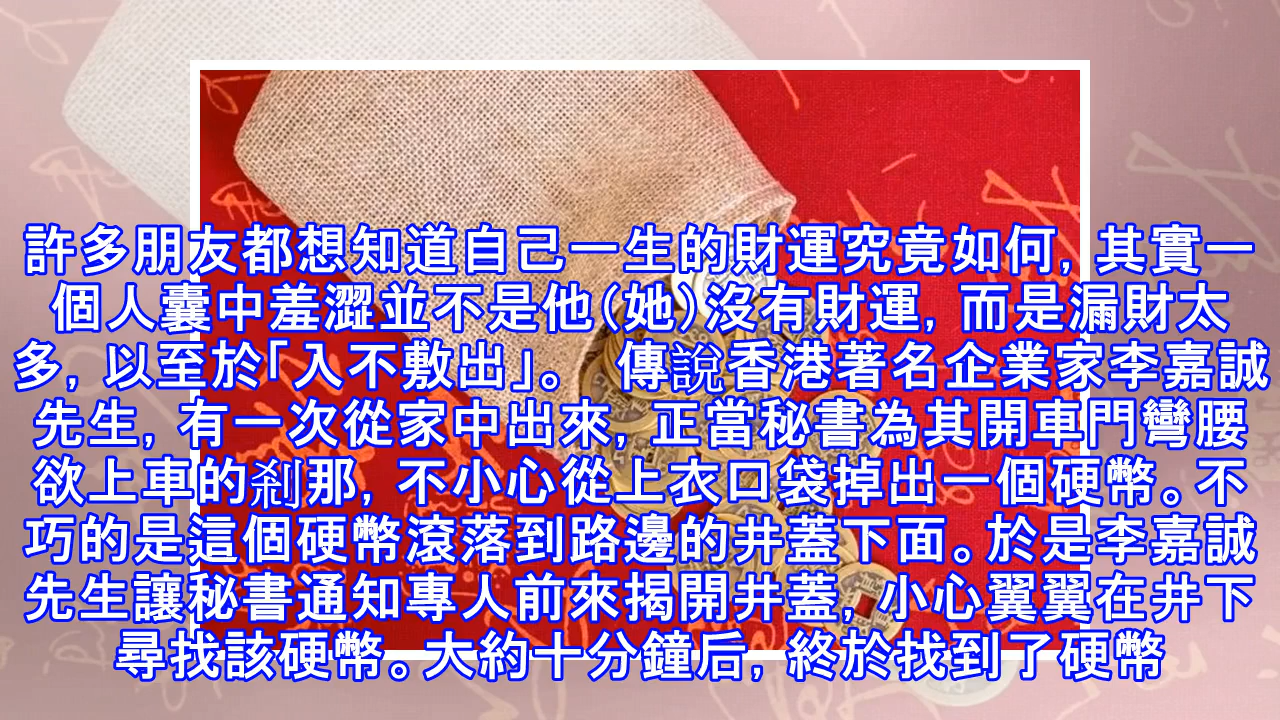 許多朋友都想知道自己一生的財運究竟如何, 其實一
個人囊中羞澀並不是他(她)沒有財運, 而是漏財太
多, 以至於「入不敷出」。 傳說香港著名企業家李嘉誠
先生, 有一次從家中出來, 正當秘書為其開車門彎腰
欲上車的剎那, 不小心從上衣口袋掉出一個硬幣。不
巧的是這個硬幣滾落到路邊的井蓋下面。於是李嘉誠
先生讓秘書通知專人前來揭開井蓋, 小心翼翼在井下
尋找該硬幣。大約十分鐘后, 終於找到了硬幣